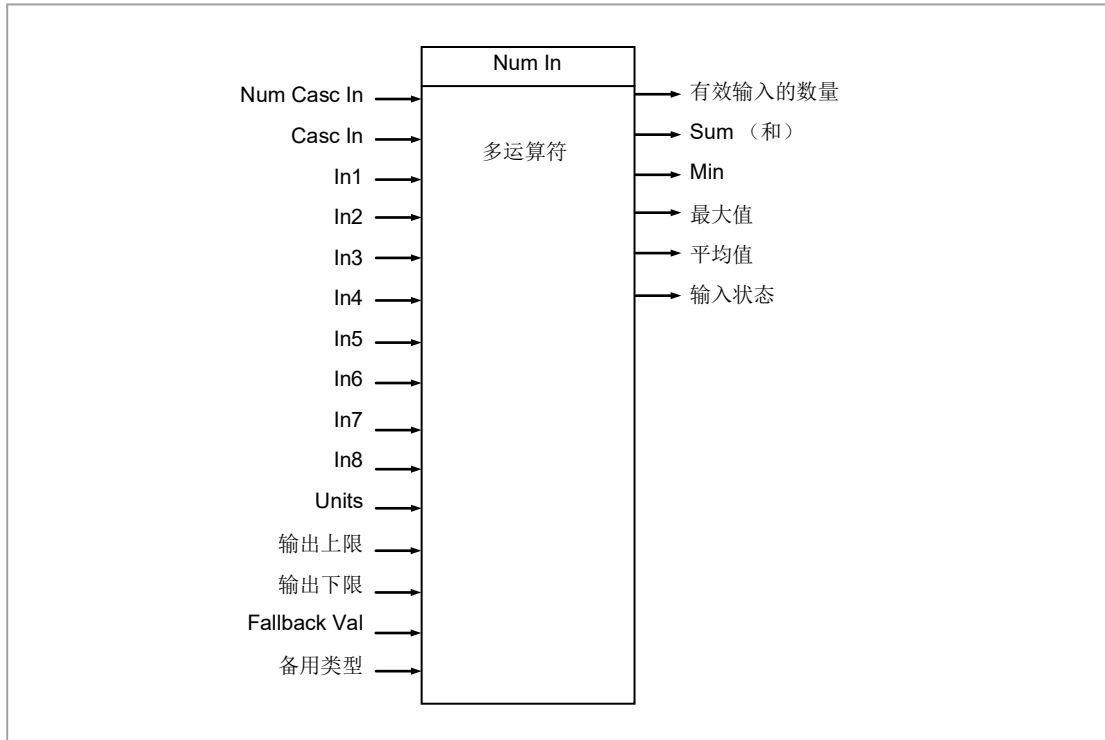 Num In
多运算符
Num Casc In
Casc In
In1
In2
In3
In4
In5
In6
In7
In8
Units
输出上限
输出下限
Fallback Val
备用类型
有效输入的数量
Sum （和）
Min
最大值
平均值
输入状态